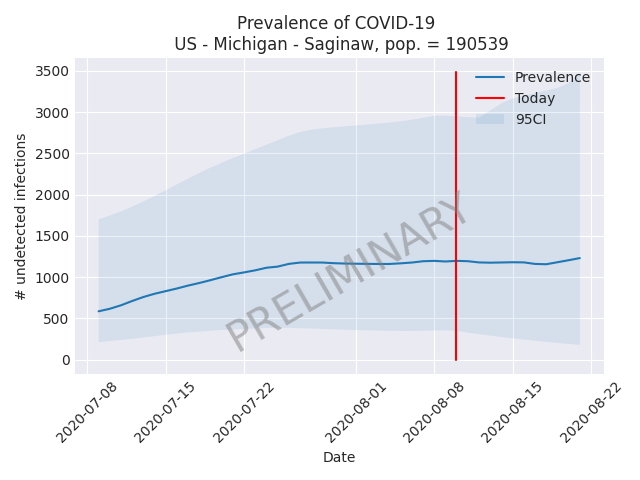 Prevalence of COVID-19
US - Michigan - Saginaw, pop. = 190539
# undetected infections
3500
3000
2500
2000
1500
1000
500
0
Prevalence
Today
95CI
PRELIMINARY
2020-07-08
2020-07-15
2020-07-22
2020-08-01
2020-08-08
2020-08-15
2020-08-22
Date